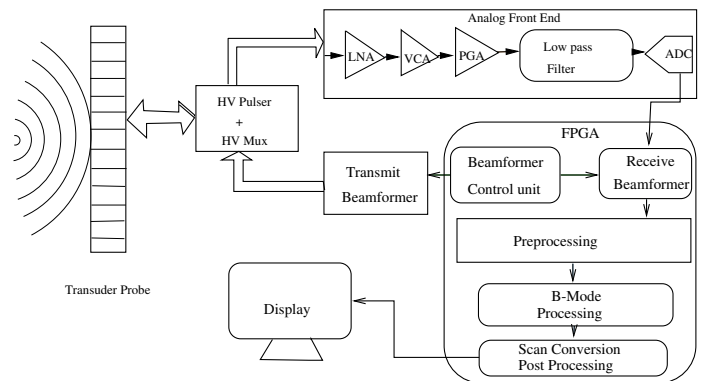 Analog Front End
LNA
VCA
PGA
Low pass
Filter
ADC
HV Pulser
+
HV Mux
FPGA
Transmit
Beamformer
Beamformer
Control unit
Receive
Beamformer
Preprocessing
Transuder Probe
B-Mode
Processing
Display
Scan Conversion
Post Processing